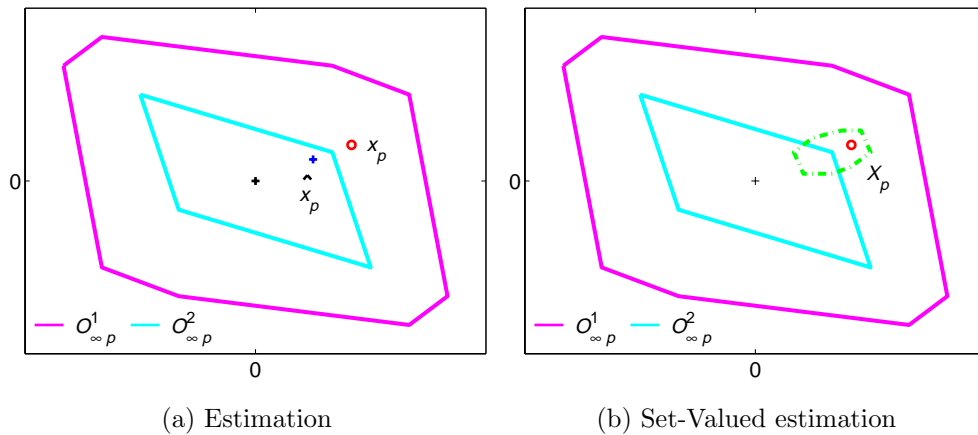 x_p
x̂_p
0
O^1_{∞ p} O^2_{∞ p}
0
(a) Estimation
X_p
0
O^1_{∞ p} O^2_{∞ p}
0
(b) Set-Valued estimation